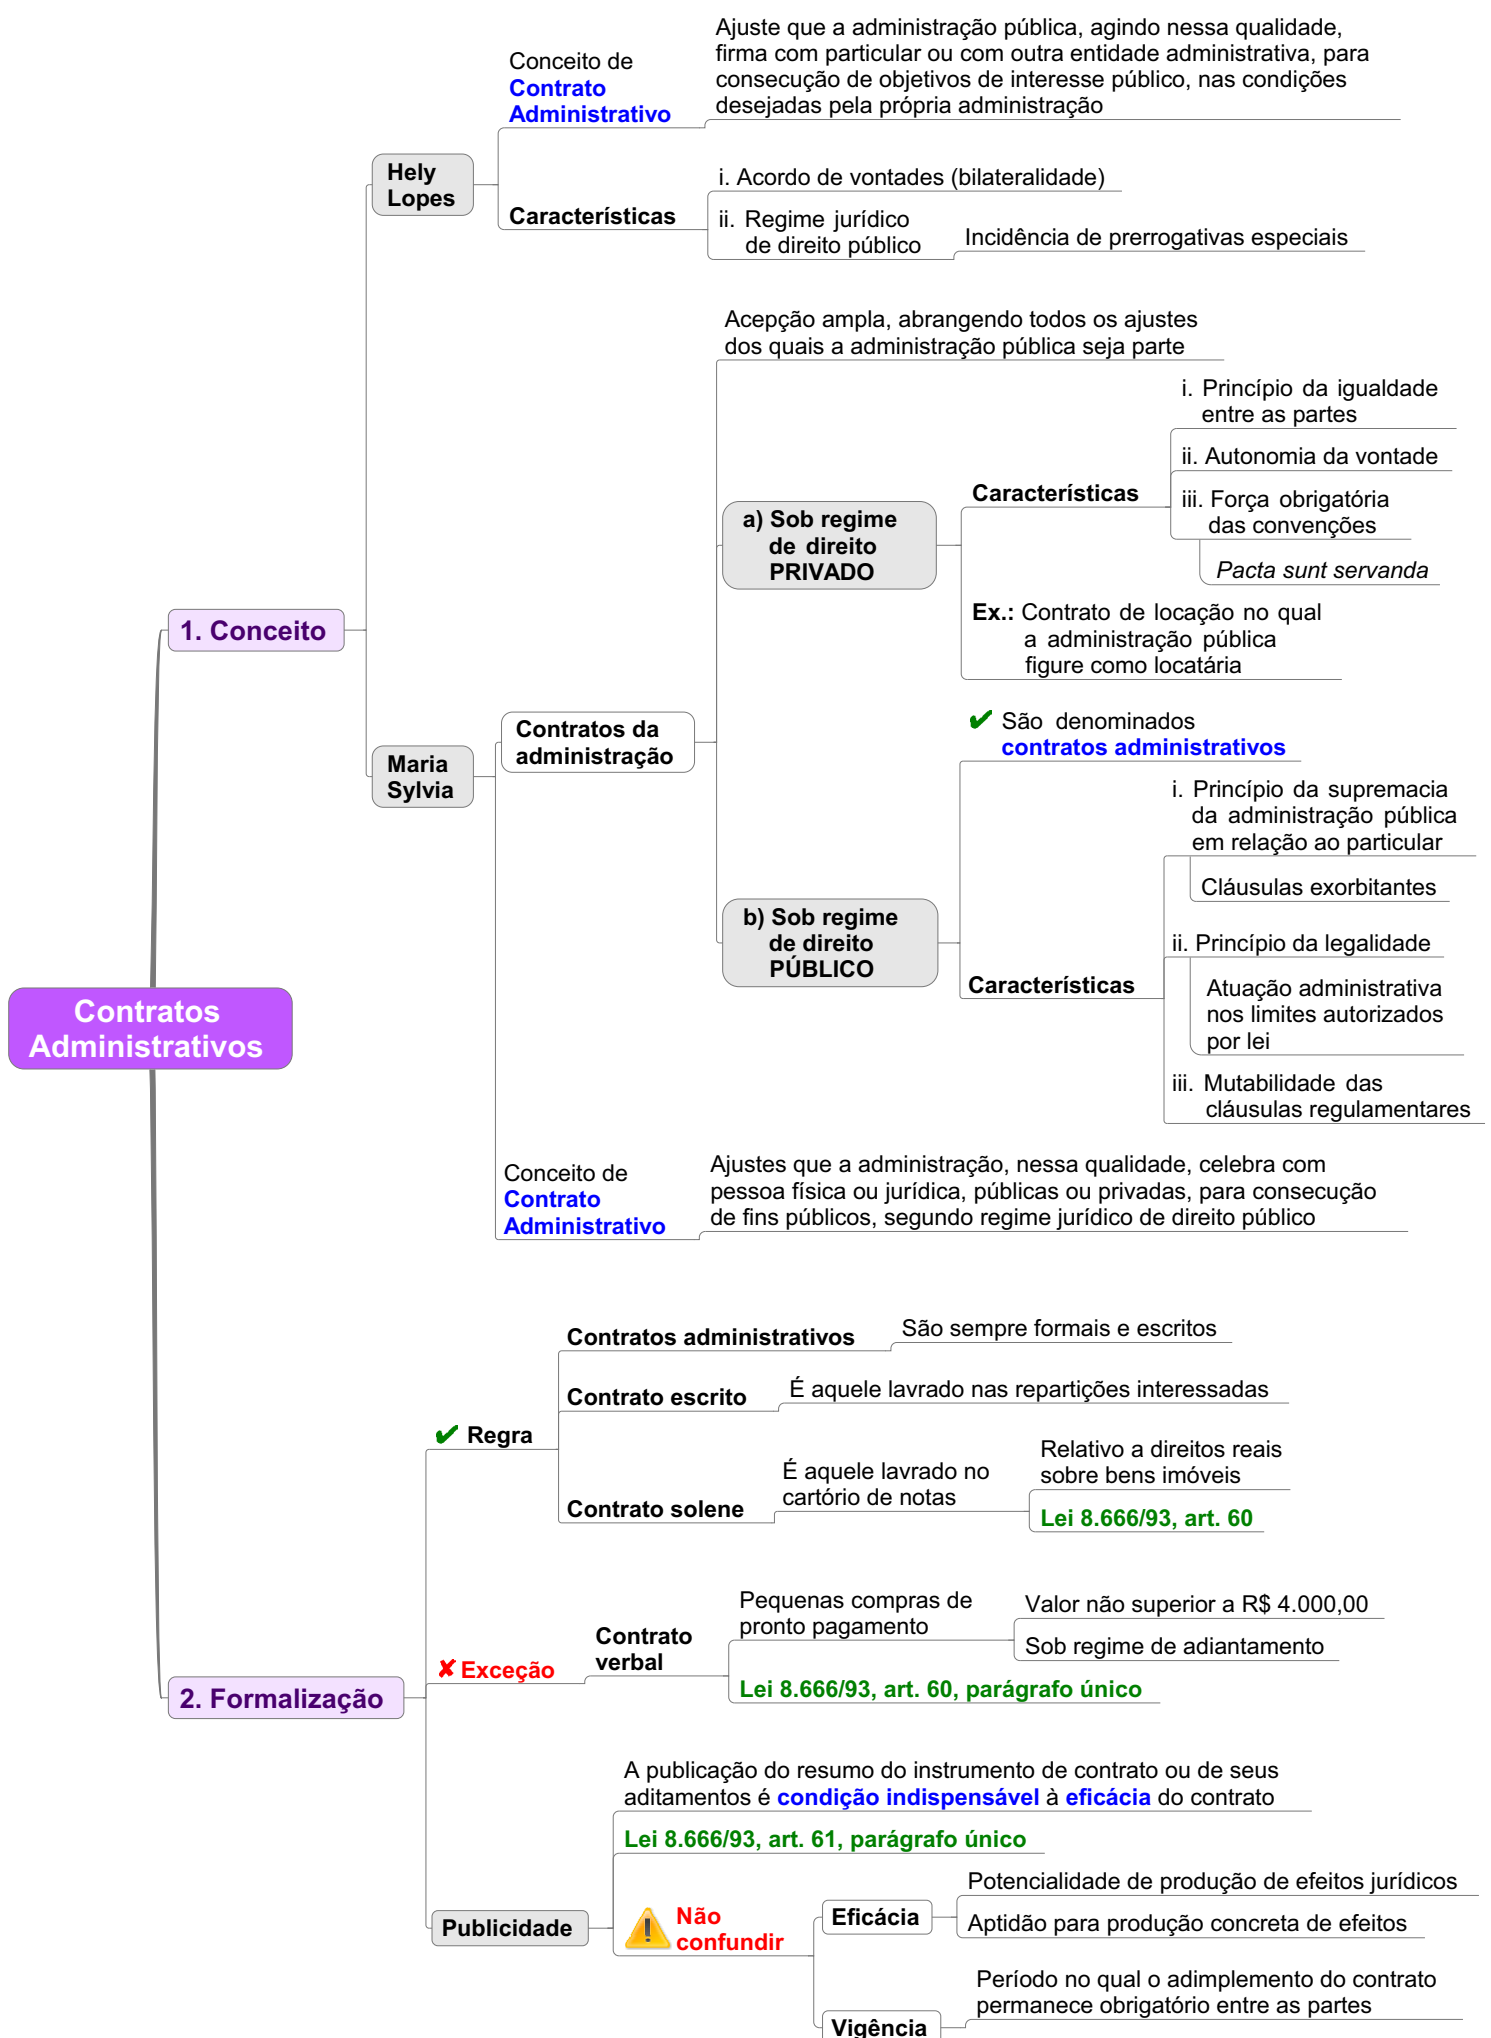 Contratos
Administrativos
1. Conceito
Hely
Lopes
Conceito de
Contrato
Administrativo
Ajuste que a administração pública, agindo nessa qualidade,
firma com particular ou com outra entidade administrativa, para
consecução de objetivos de interesse público, nas condições
desejadas pela própria administração
Características
i. Acordo de vontades (bilateralidade)
ii. Regime jurídico
de direito público
Incidência de prerrogativas especiais
Maria
Sylvia
Contratos da
administração
Acepção ampla, abrangendo todos os ajustes
dos quais a administração pública seja parte
a) Sob regime
de direito
PRIVADO
Características
i. Princípio da igualdade
entre as partes
ii. Autonomia da vontade
iii. Força obrigatória
das convenções
Pacta sunt servanda
Ex.: Contrato de locação no qual
a administração pública
figure como locatária
b) Sob regime
de direito
PÚBLICO
✔ São denominados
contratos administrativos
Características
i. Princípio da supremacia
da administração pública
em relação ao particular
Cláusulas exorbitantes
ii. Princípio da legalidade
Atuação administrativa
nos limites autorizados
por lei
iii. Mutabilidade das
cláusulas regulamentares
Conceito de
Contrato
Administrativo
Ajustes que a administração, nessa qualidade, celebra com
pessoa física ou jurídica, públicas ou privadas, para consecução
de fins públicos, segundo regime jurídico de direito público
2. Formalização
✔ Regra
Contratos administrativos
São sempre formais e escritos
Contrato escrito
É aquele lavrado nas repartições interessadas
Contrato solene
É aquele lavrado no
cartório de notas
Relativo a direitos reais
sobre bens imóveis
Lei 8.666/93, art. 60
✘ Exceção
Contrato
verbal
Pequenas compras de
pronto pagamento
Valor não superior a R$ 4.000,00
Sob regime de adiantamento
Lei 8.666/93, art. 60, parágrafo único
Publicidade
A publicação do resumo do instrumento de contrato ou de seus
aditamentos é condição indispensável à eficácia do contrato
Lei 8.666/93, art. 61, parágrafo único
Não
confundir
Eficácia
Potencialidade de produção de efeitos jurídicos
Aptidão para produção concreta de efeitos
Vigência
Período no qual o adimplemento do contrato
permanece obrigatório entre as partes